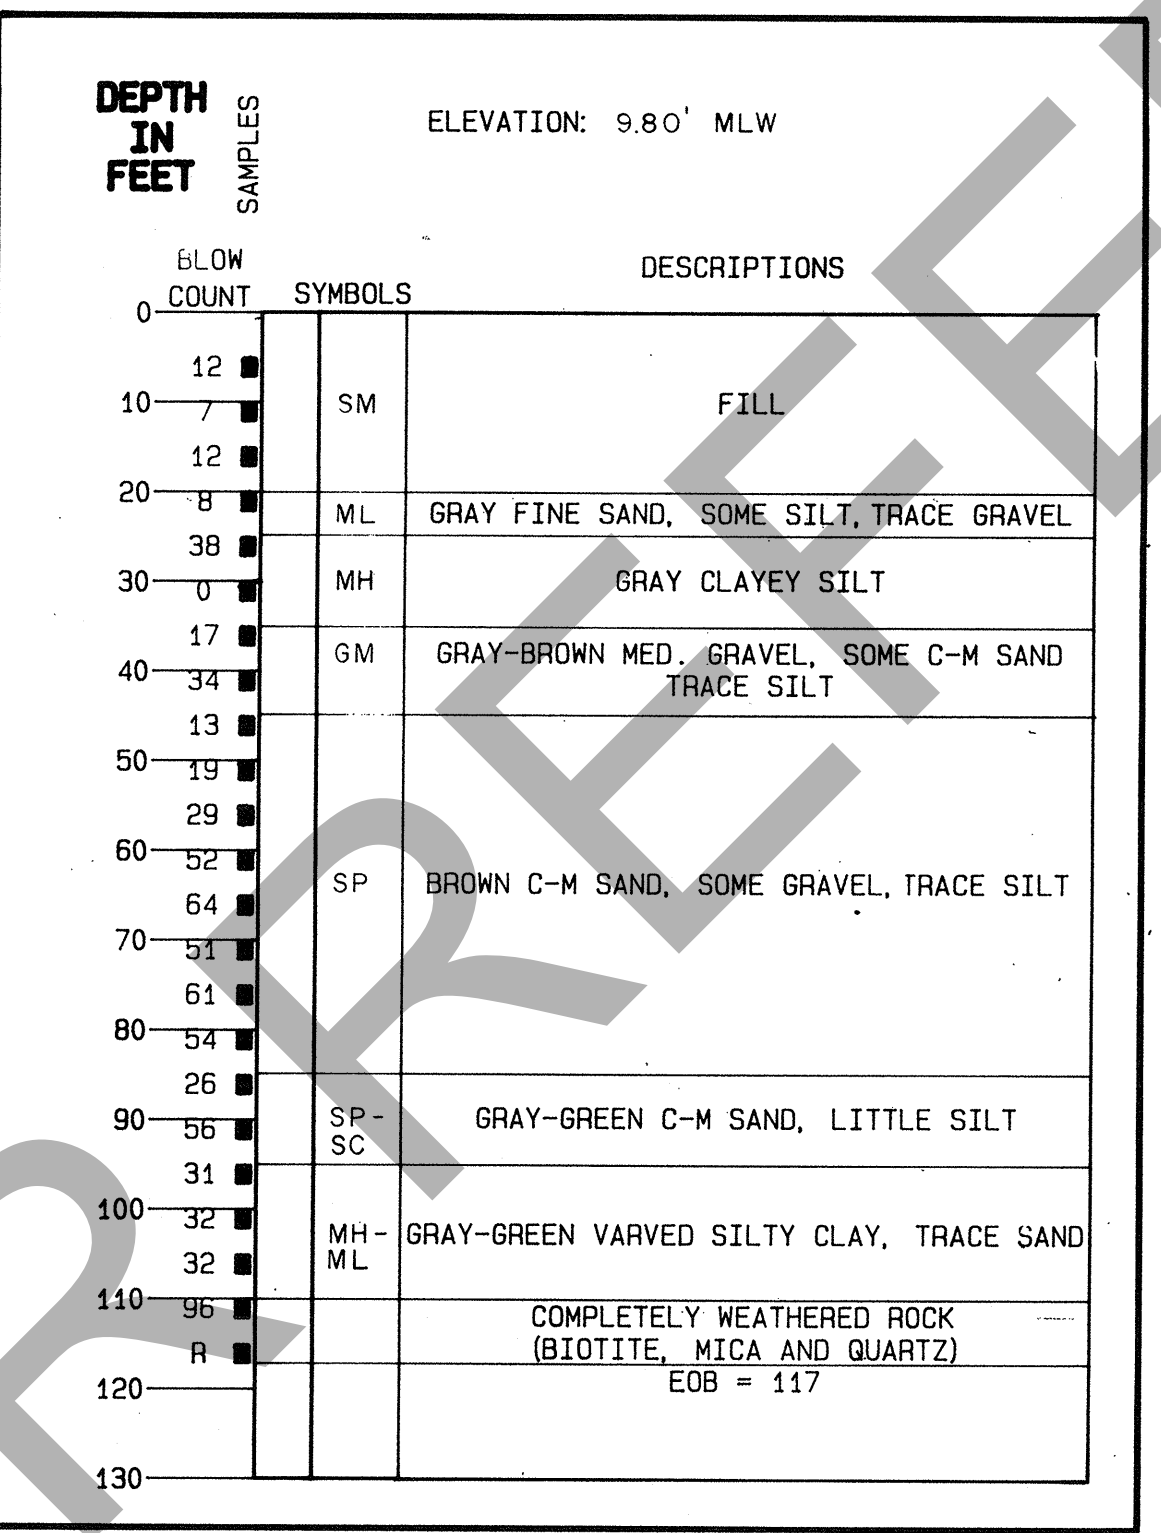 DEPTH
IN
FEET
SAMPLES
ELEVATION: 9.80' MLW
BLOW
COUNT
SYMBOLS
DESCRIPTIONS
0
12
10
7
SM
FILL
12
20
8
ML
GRAY FINE SAND, SOME SILT, TRACE GRAVEL
38
30
0
MH
GRAY CLAYEY SILT
17
GM
GRAY-BROWN MED. GRAVEL, SOME C-M SAND
TRACE SILT
40
34
13
50
19
29
60
52
SP
BROWN C-M SAND, SOME GRAVEL, TRACE SILT
64
70
51
61
80
54
26
90
56
SP-
SC
GRAY-GREEN C-M SAND, LITTLE SILT
31
100
32
MH-
ML
GRAY-GREEN VARVED SILTY CLAY, TRACE SAND
32
110
96
COMPLETELY WEATHERED ROCK
(BIOTITE, MICA AND QUARTZ)
R
EOB = 117
120
130
REFE
R